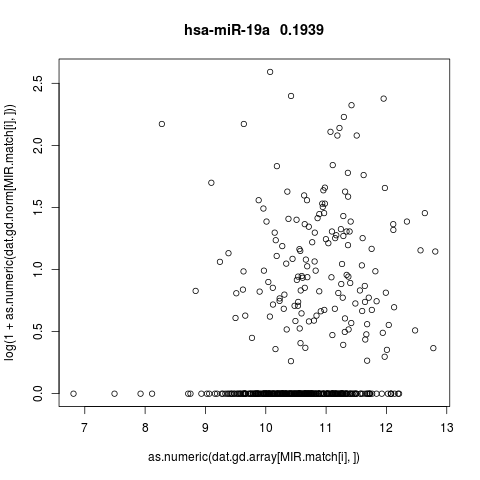 hsa-miR-19a 0.1939
log(1 + as.numeric(dat.gd.norm[MIR.match[i], ]))
2.5
2.0
1.5
1.0
0.5
0.0
7 8 9 10 11 12 13
as.numeric(dat.gd.array[MIR.match[i], ])